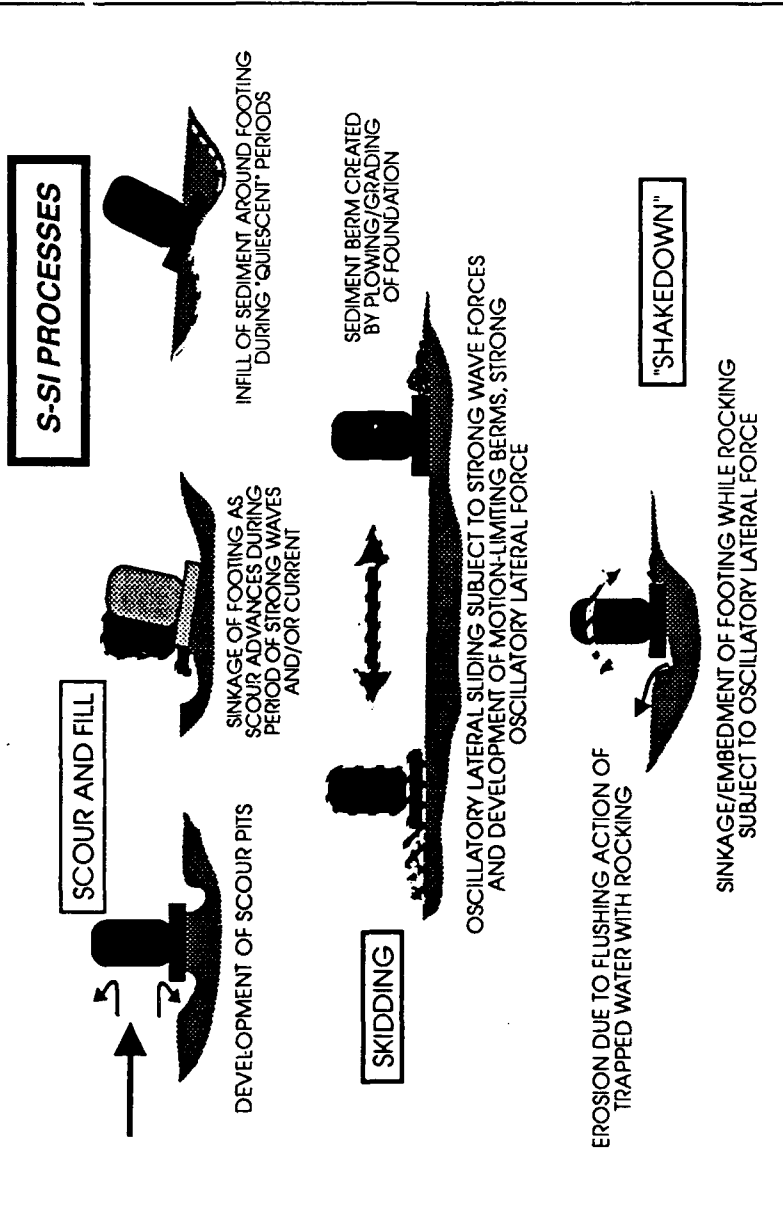 S-SI PROCESSES
SCOUR AND FILL
DEVELOPMENT OF SCOUR PITS
SINKAGE OF FOOTING AS
SCOUR ADVANCES DURING
PERIOD OF STRONG WAVES
AND/OR CURRENT
INFILL OF SEDIMENT AROUND FOOTING
DURING "QUIESCENT" PERIODS
SKIDDING
SEDIMENT BERM CREATED
BY PLOWING/GRADING
OF FOUNDATION
OSCILLATORY LATERAL SLIDING SUBJECT TO STRONG WAVE FORCES
AND DEVELOPMENT OF MOTION-LIMITING BERMS, STRONG
OSCILLATORY LATERAL FORCE
"SHAKEDOWN"
EROSION DUE TO FLUSHING ACTION OF
TRAPPED WATER WITH ROCKING
SINKAGE/EMBEDMENT OF FOOTING WHILE ROCKING
SUBJECT TO OSCILLATORY LATERAL FORCE